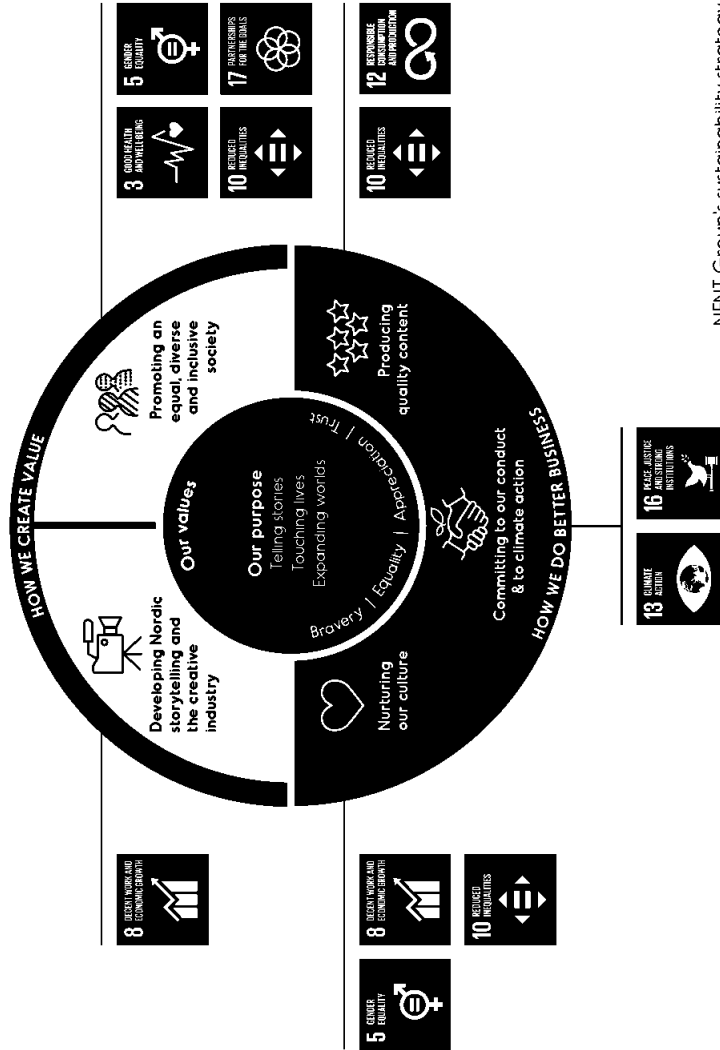 HOW WE CREATE VALUE
8 DECENT WORK AND
ECONOMIC GROWTH
Developing Nordic
storytelling and
the creative
industry
Promoting an
equal, diverse
and inclusive
society
3 GOOD HEALTH
AND WELL-BEING
5 GENDER
EQUALITY
10 REDUCED
INEQUALITIES
17 PARTNERSHIPS
FOR THE GOALS
Our values
Our purpose
Telling stories
Touching lives
Expanding worlds
Bravery | Equality | Appreciation | Trust
5 GENDER
EQUALITY
8 DECENT WORK AND
ECONOMIC GROWTH
10 REDUCED
INEQUALITIES
Nurturing
our culture
Producing
quality content
10 REDUCED
INEQUALITIES
12 RESPONSIBLE
CONSUMPTION
AND PRODUCTION
Committing to our conduct
& to climate action
HOW WE DO BETTER BUSINESS
13 CLIMATE
ACTION
16 PEACE, JUSTICE
AND STRONG
INSTITUTIONS
NENT Group's sustainability strategy